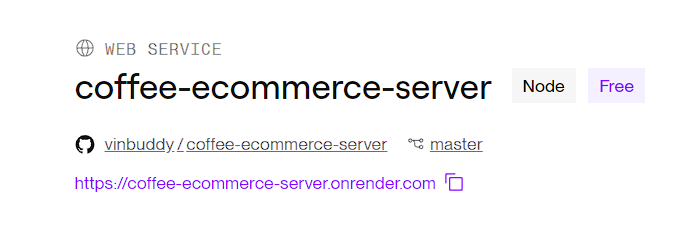 WEB SERVICE
coffee-ecommerce-server Node Free
vinbuddy / coffee-ecommerce-server master
https://coffee-ecommerce-server.onrender.com